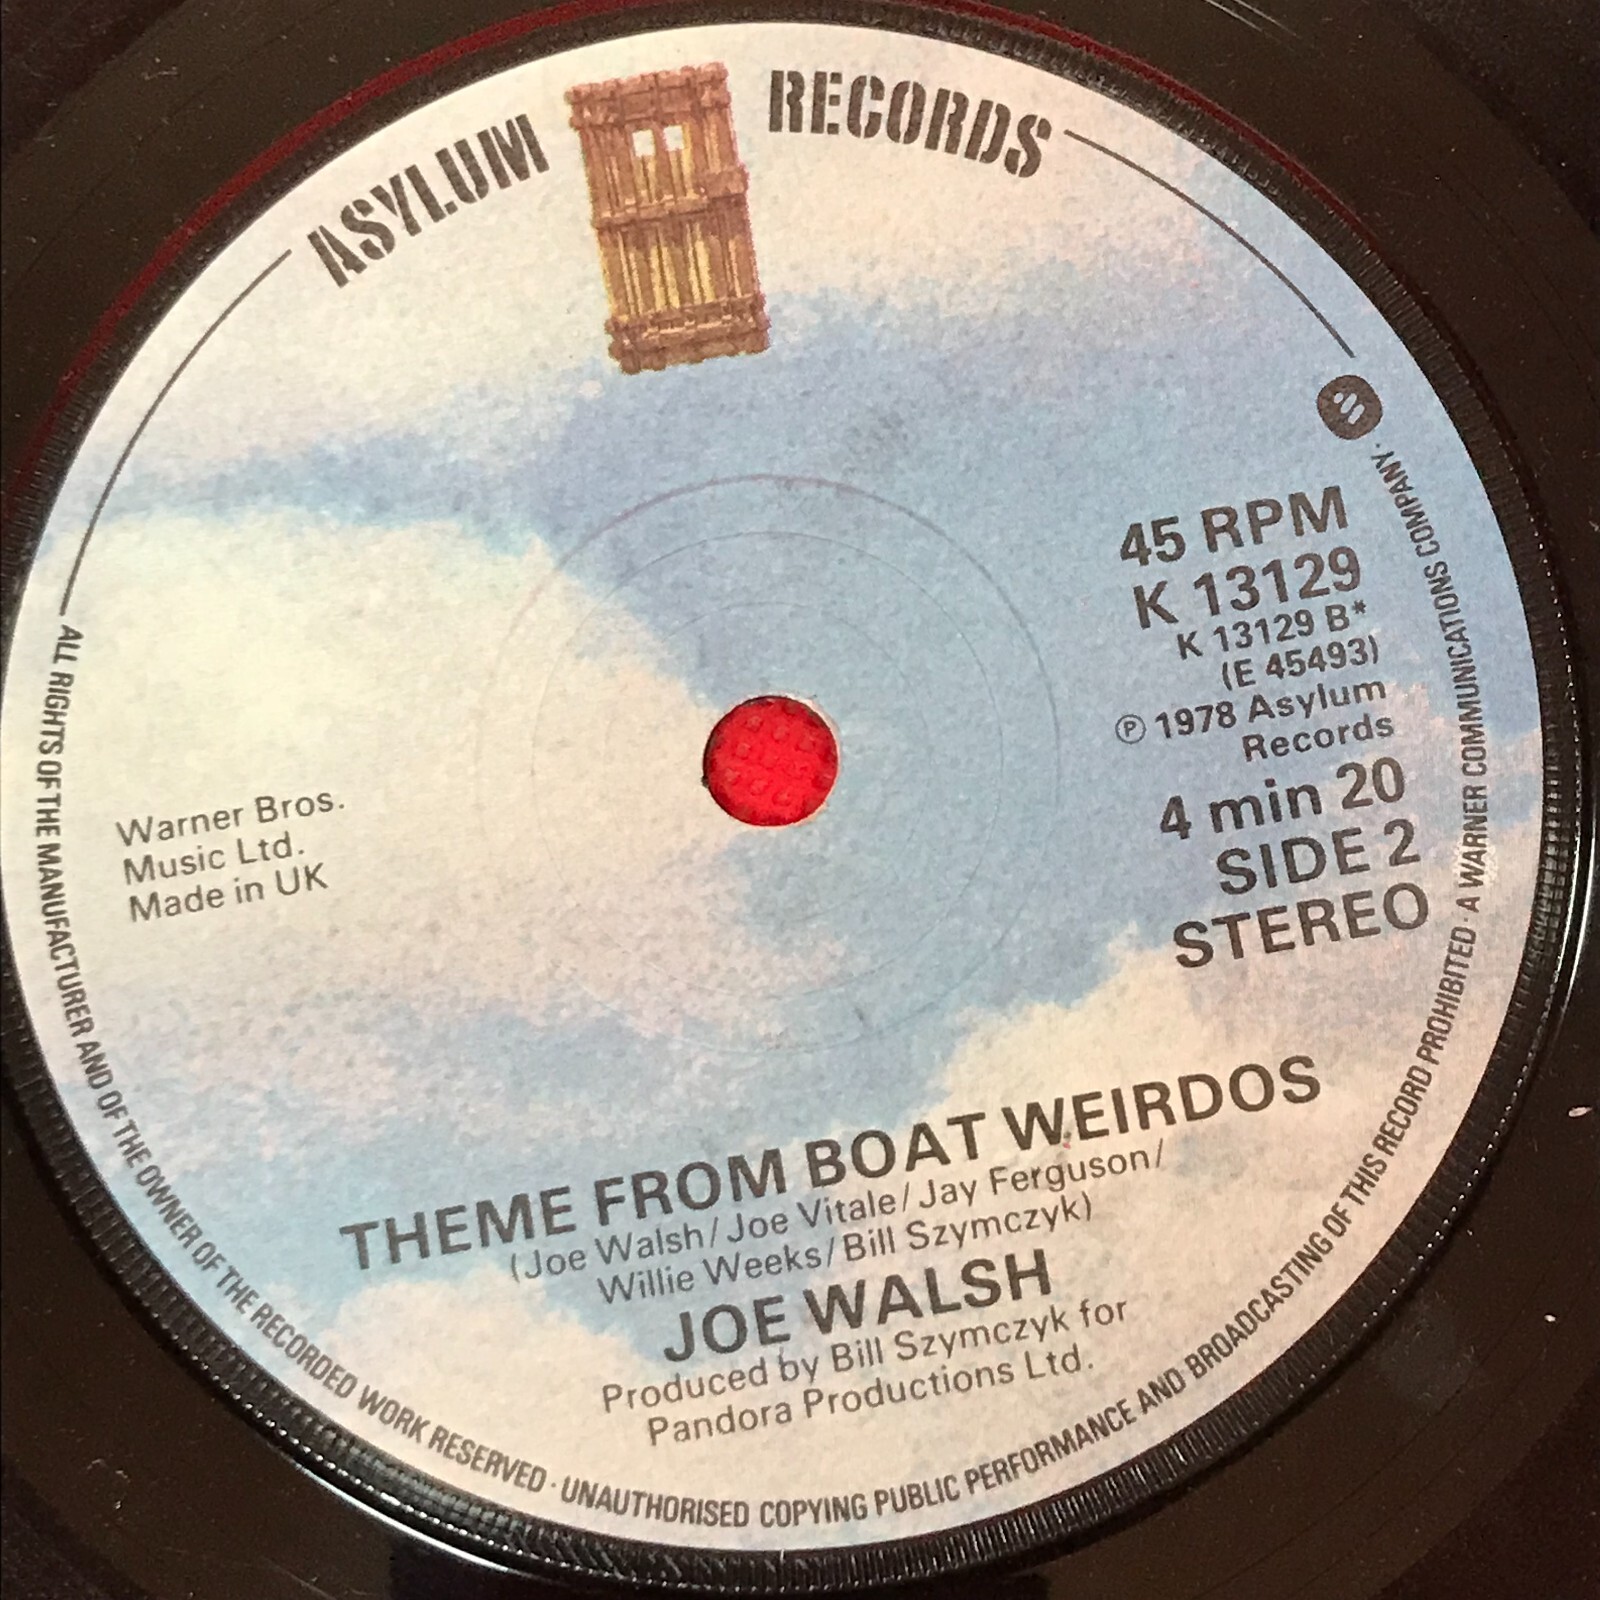 ASYLUM RECORDS
45 RPM
K 13129
K 13129 B*
(E 45493)
℗ 1978 Asylum
Records
4 min 20
SIDE 2
STEREO
Warner Bros.
Music Ltd.
Made in UK
THEME FROM BOAT WEIRDOS
(Joe Walsh/Joe Vitale/Jay Ferguson/
Willie Weeks/Bill Szymczyk)
JOE WALSH
Produced by Bill Szymczyk for
Pandora Productions Ltd.
ALL RIGHTS OF THE MANUFACTURER AND OF THE OWNER OF THE RECORDED WORK RESERVED · UNAUTHORISED COPYING PUBLIC PERFORMANCE AND BROADCASTING OF THIS RECORD PROHIBITED · A WARNER COMMUNICATIONS COMPANY ·